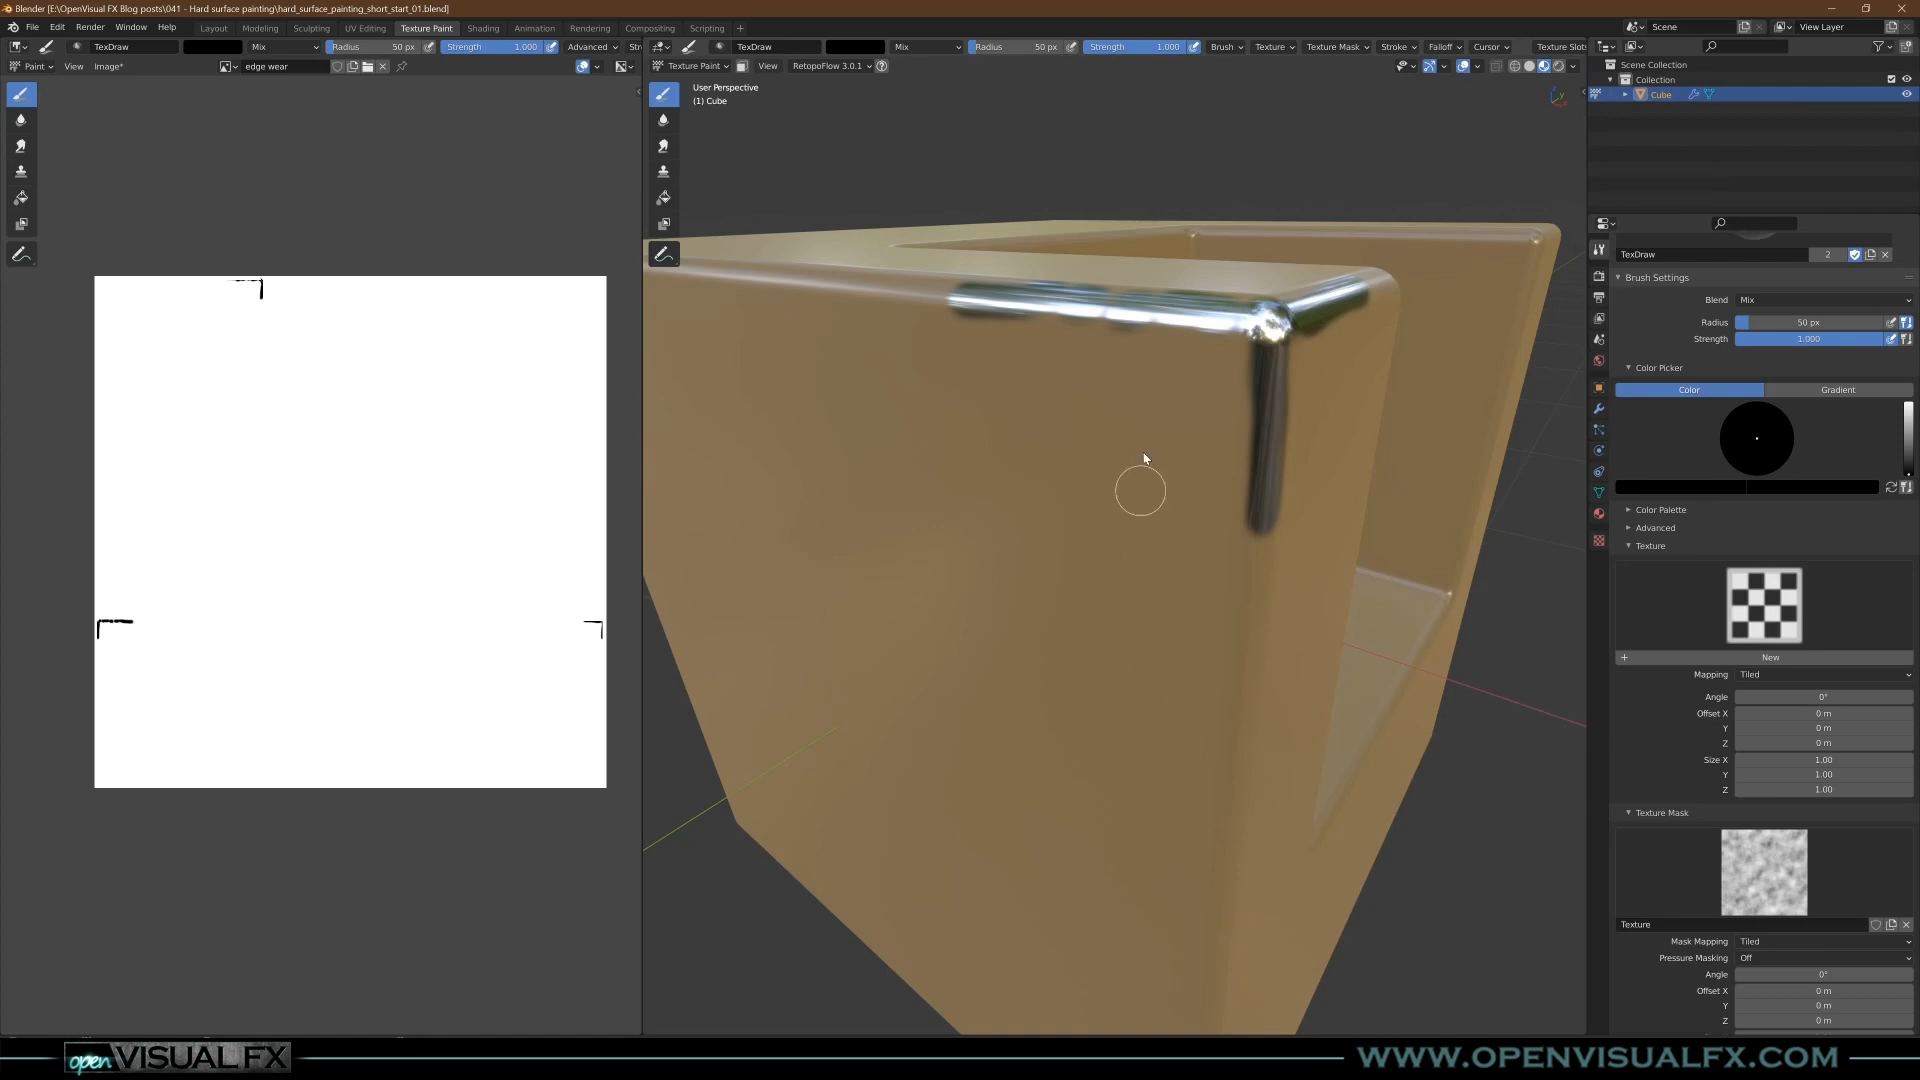 Blender [E:\OpenVisual FX Blog posts\041 - Hard surface painting\hard_surface_painting_short_start_01.blend]
File Edit Render Window Help Layout Modeling Sculpting UV Editing Texture Paint Shading Animation Rendering Compositing Scripting +
Scene View Layer
TexDraw Mix Radius 50 px Strength 1.000 Advanced Str
TexDraw Mix Radius 50 px Strength 1.000 Brush Texture Texture Mask Stroke Falloff Cursor Texture Slots
Paint View Image* edge wear
Texture Paint View RetopoFlow 3.0.1
User Perspective
(1) Cube
Scene Collection
Collection
Cube
TexDraw 2
Brush Settings
Blend Mix
Radius 50 px
Strength 1.000
Color Picker
Color Gradient
Color Palette
Advanced
Texture
+ New
Mapping Tiled
Angle 0°
Offset X 0 m
Y 0 m
Z 0 m
Size X 1.00
Y 1.00
Z 1.00
Texture Mask
Texture
Mask Mapping Tiled
Pressure Masking Off
Angle 0°
Offset X 0 m
Y 0 m
Z 0 m
open VISUALFX
WWW.OPENVISUALFX.COM